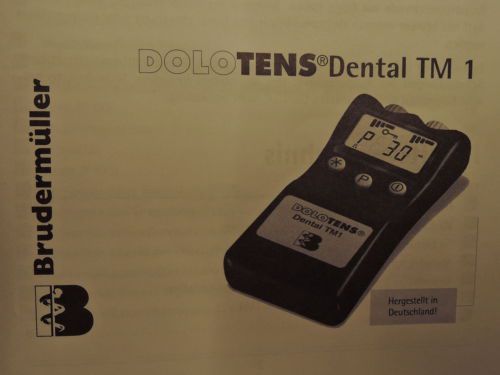 DOLOTENS®Dental TM 1
Brudermüller
P 30
P
DOLOTENS®
Dental TM1
B
Hergestellt in
Deutschland!
B